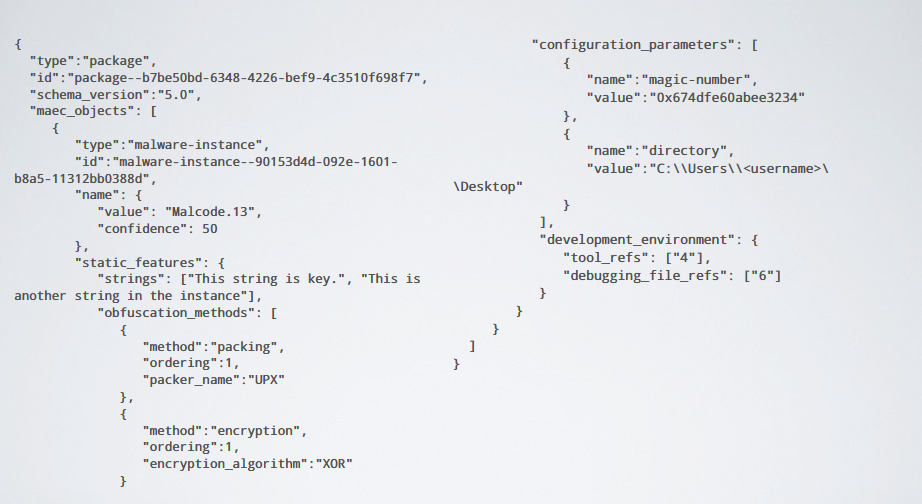 {
"type":"package",
"id":"package--b7be50bd-6348-4226-bef9-4c3510f698f7",
"schema_version":"5.0",
"maec_objects": [
{
"type":"malware-instance",
"id":"malware-instance--90153d4d-092e-1601-
b8a5-11312bb0388d",
"name": {
"value": "Malcode.13",
"confidence": 50
},
"static_features": {
"strings": ["This string is key.", "This is
another string in the instance"],
"obfuscation_methods": [
{
"method":"packing",
"ordering":1,
"packer_name":"UPX"
},
{
"method":"encryption",
"ordering":1,
"encryption_algorithm":"XOR"
}
"configuration_parameters": [
{
"name":"magic-number",
"value":"0x674dfe60abee3234"
},
{
"name":"directory",
"value":"C:\\Users\\<username>\
\Desktop"
}
],
"development_environment": {
"tool_refs": ["4"],
"debugging_file_refs": ["6"]
}
}
}
]
}